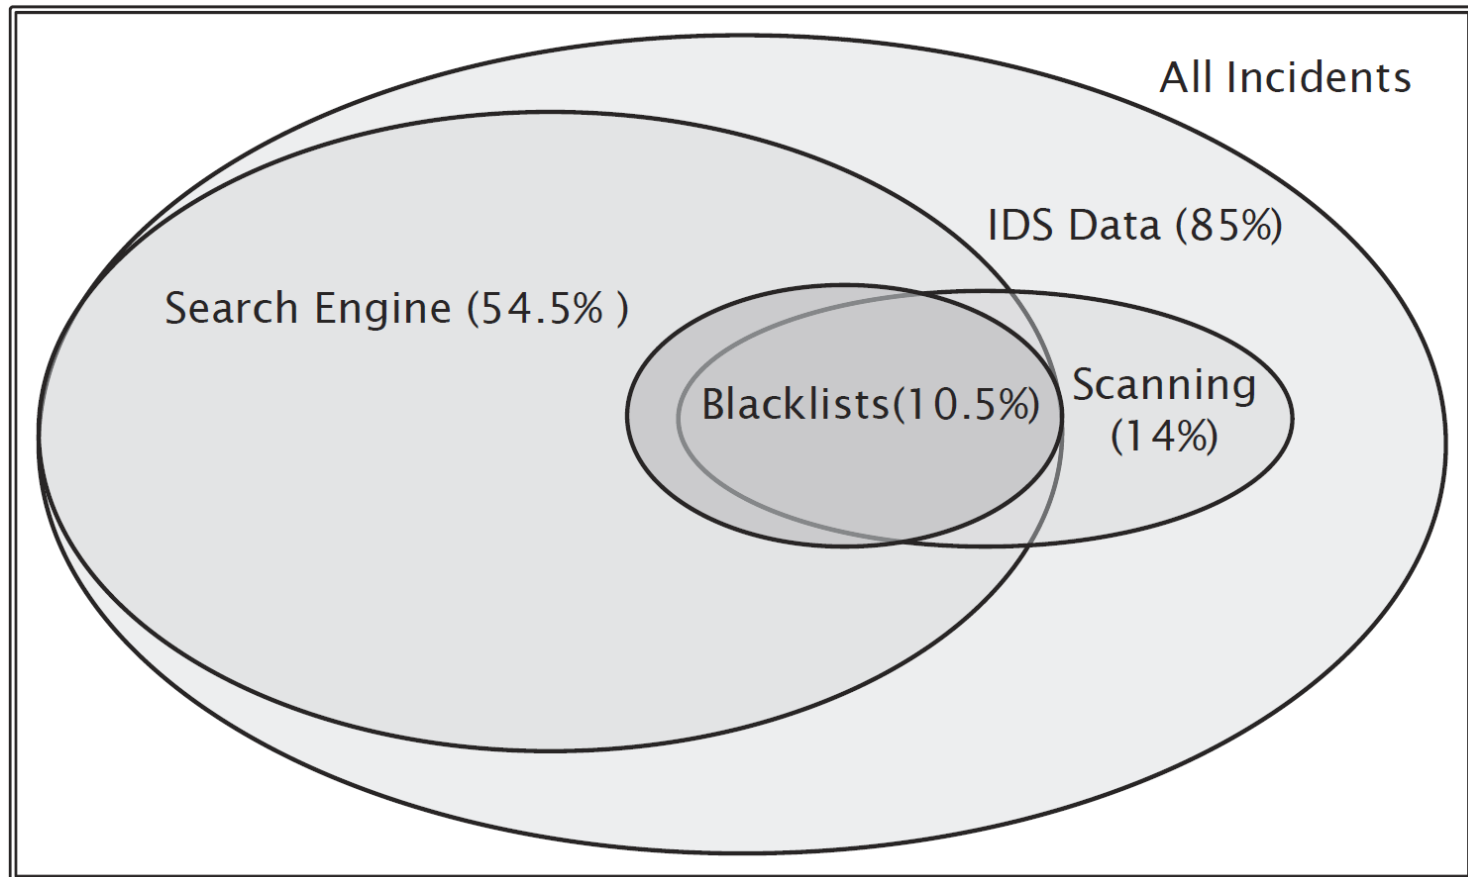 All Incidents
IDS Data (85%)
Search Engine (54.5% )
Blacklists(10.5%)
Scanning
(14%)